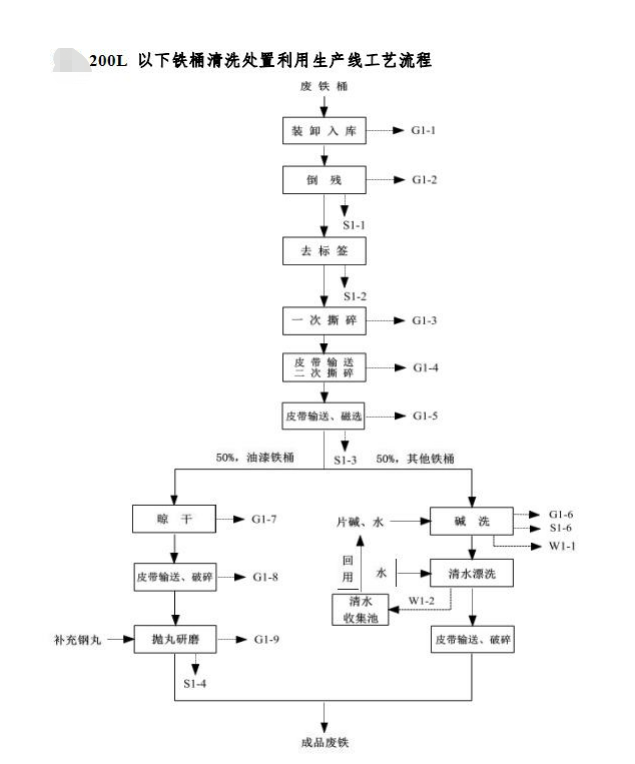 200L 以下铁桶清洗处置利用生产线工艺流程
废铁桶
装卸入库
G1-1
倒残
G1-2
S1-1
去标签
S1-2
一次撕碎
G1-3
皮带输送
二次撕碎
G1-4
皮带输送、磁选
G1-5
50%，油漆铁桶
S1-3
50%，其他铁桶
晾干
G1-7
片碱、水
碱洗
G1-6
S1-6
W1-1
回用
皮带输送、破碎
G1-8
水
清水漂洗
清水
收集池
W1-2
补充钢丸
抛丸研磨
G1-9
皮带输送、破碎
S1-4
成品废铁